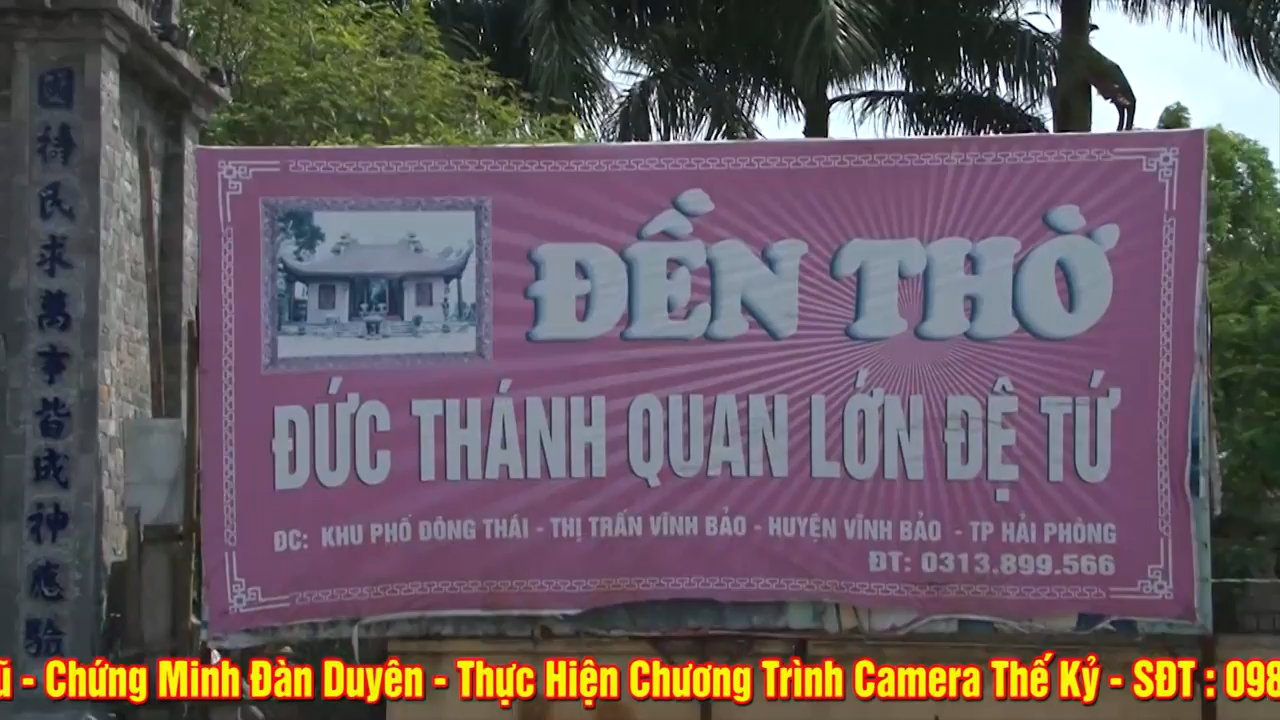 國禱民求萬事皆成神應驗
ĐỀN THỜ
ĐỨC THÁNH QUAN LỚN ĐỆ TỨ
ĐC: KHU PHỐ ĐÔNG THÁI - THỊ TRẤN VĨNH BẢO - HUYỆN VĨNH BẢO - TP HẢI PHÒNG
ĐT: 0313.899.566
ũ - Chứng Minh Đàn Duyên - Thực Hiện Chương Trình Camera Thế Kỷ - SĐT : 098